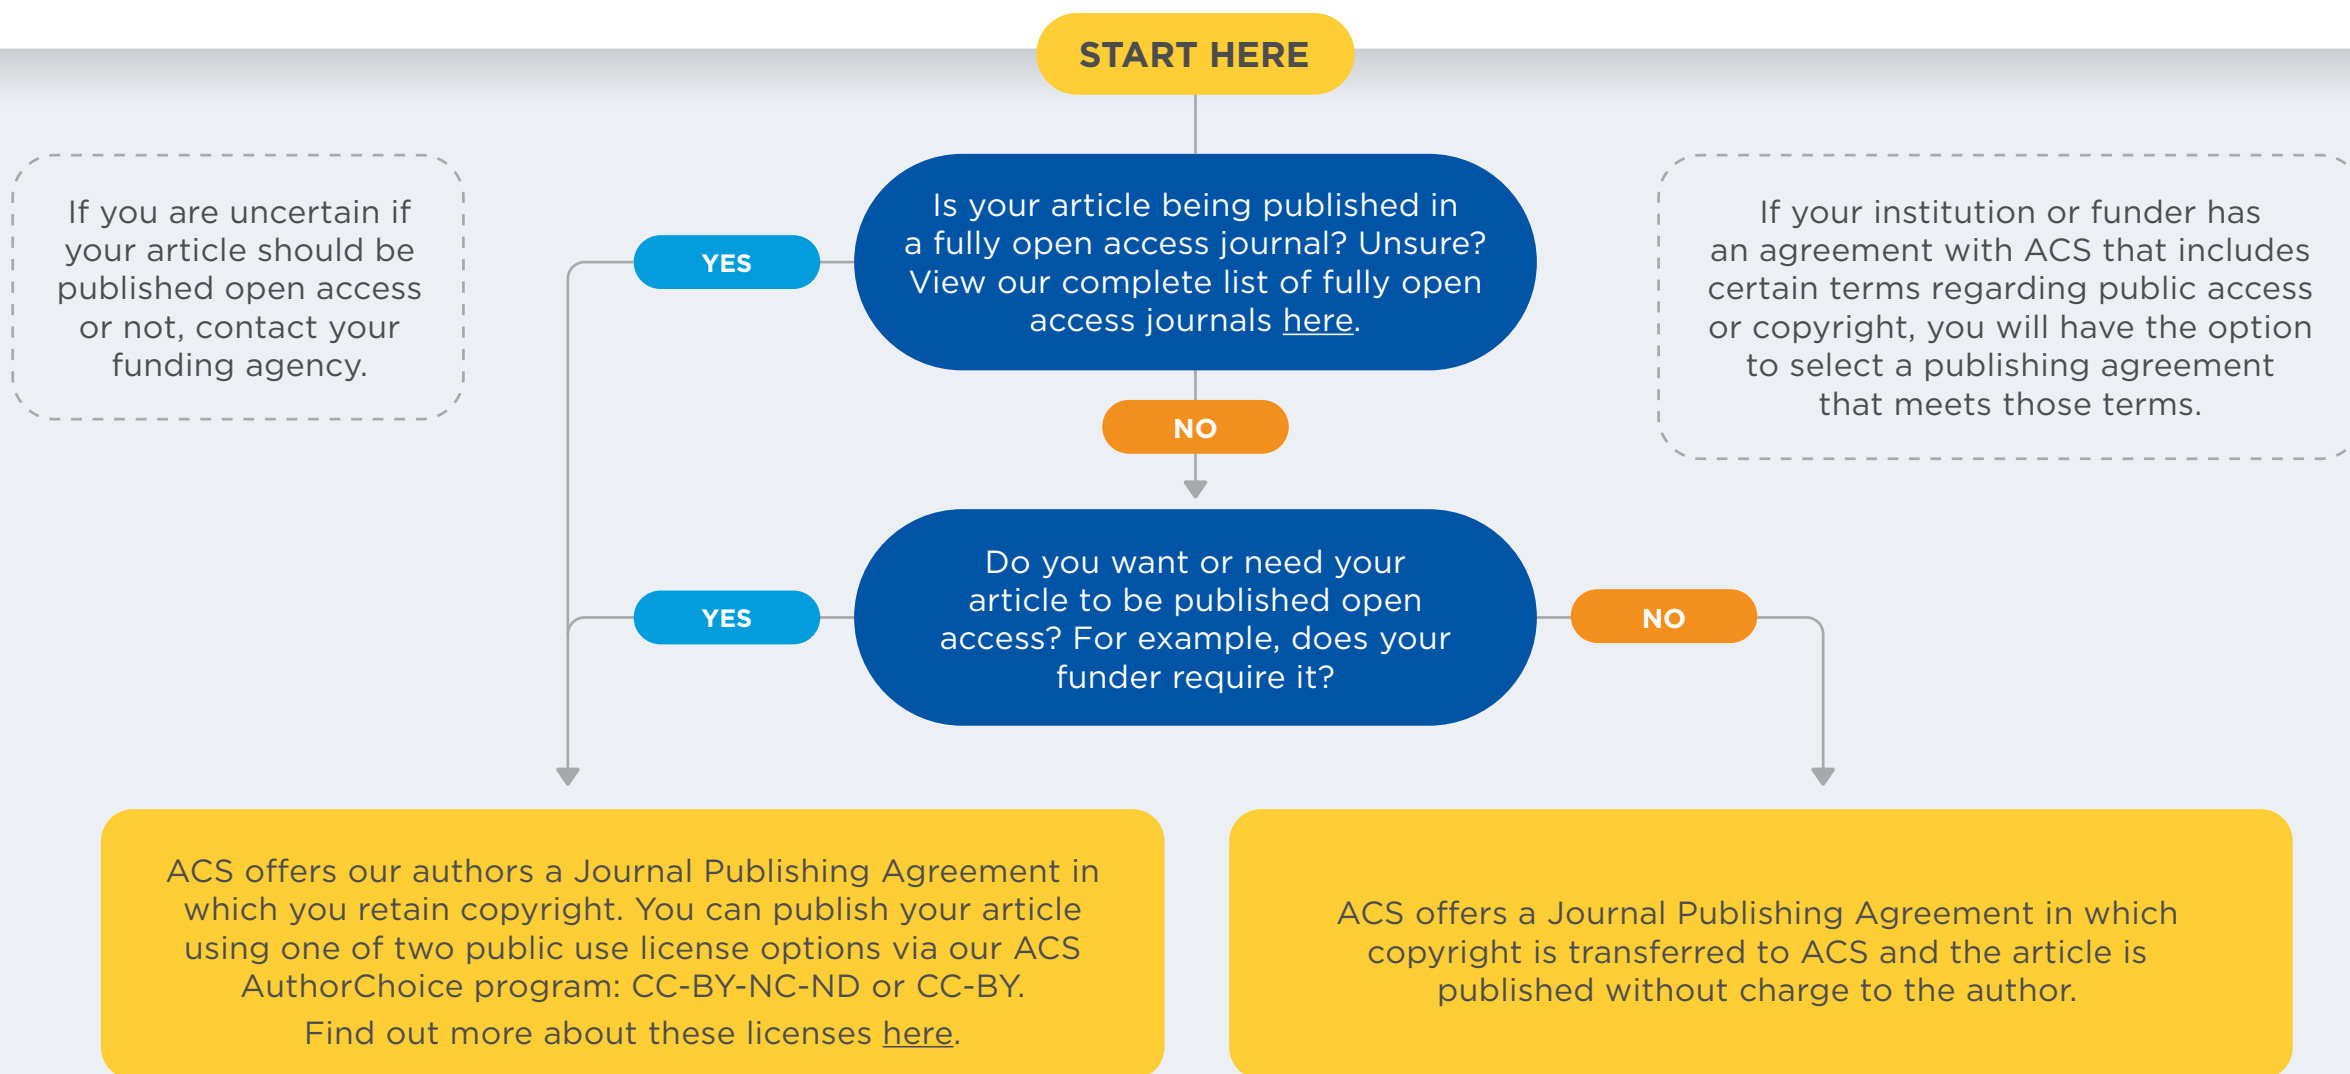 START HERE
If you are uncertain if
your article should be
published open access
or not, contact your
funding agency.
Is your article being published in
a fully open access journal? Unsure?
View our complete list of fully open
access journals here.
If your institution or funder has
an agreement with ACS that includes
certain terms regarding public access
or copyright, you will have the option
to select a publishing agreement
that meets those terms.
YES
NO
Do you want or need your
article to be published open
access? For example, does your
funder require it?
YES
NO
ACS offers our authors a Journal Publishing Agreement in
which you retain copyright. You can publish your article
using one of two public use license options via our ACS
AuthorChoice program: CC-BY-NC-ND or CC-BY.
Find out more about these licenses here.
ACS offers a Journal Publishing Agreement in which
copyright is transferred to ACS and the article is
published without charge to the author.